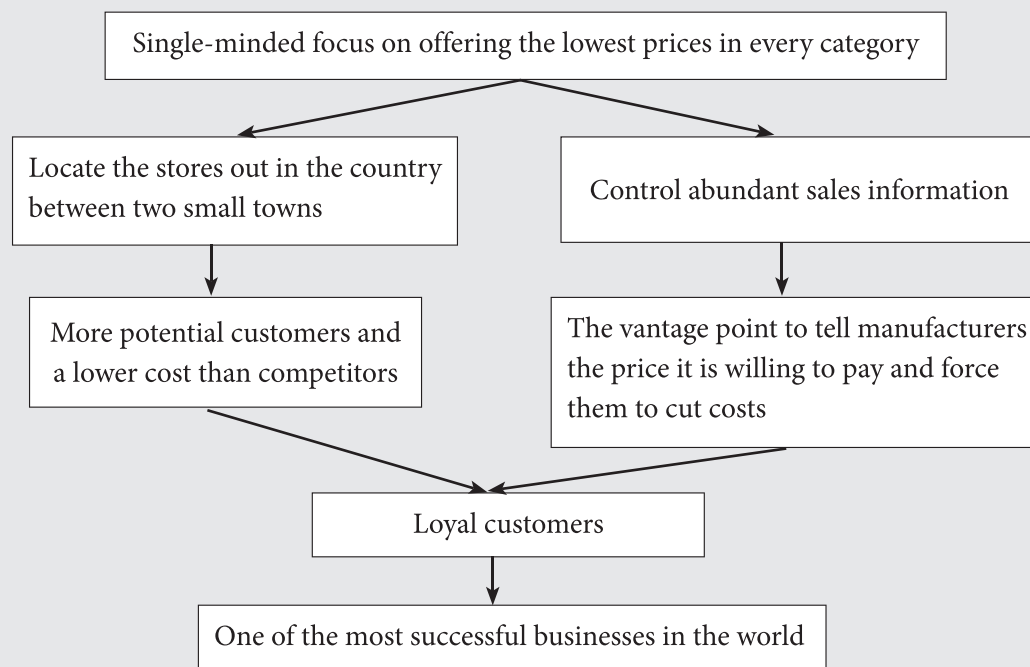 Single-minded focus on offering the lowest prices in every category
Locate the stores out in the country
between two small towns
Control abundant sales information
More potential customers and
a lower cost than competitors
The vantage point to tell manufacturers
the price it is willing to pay and force
them to cut costs
Loyal customers
One of the most successful businesses in the world